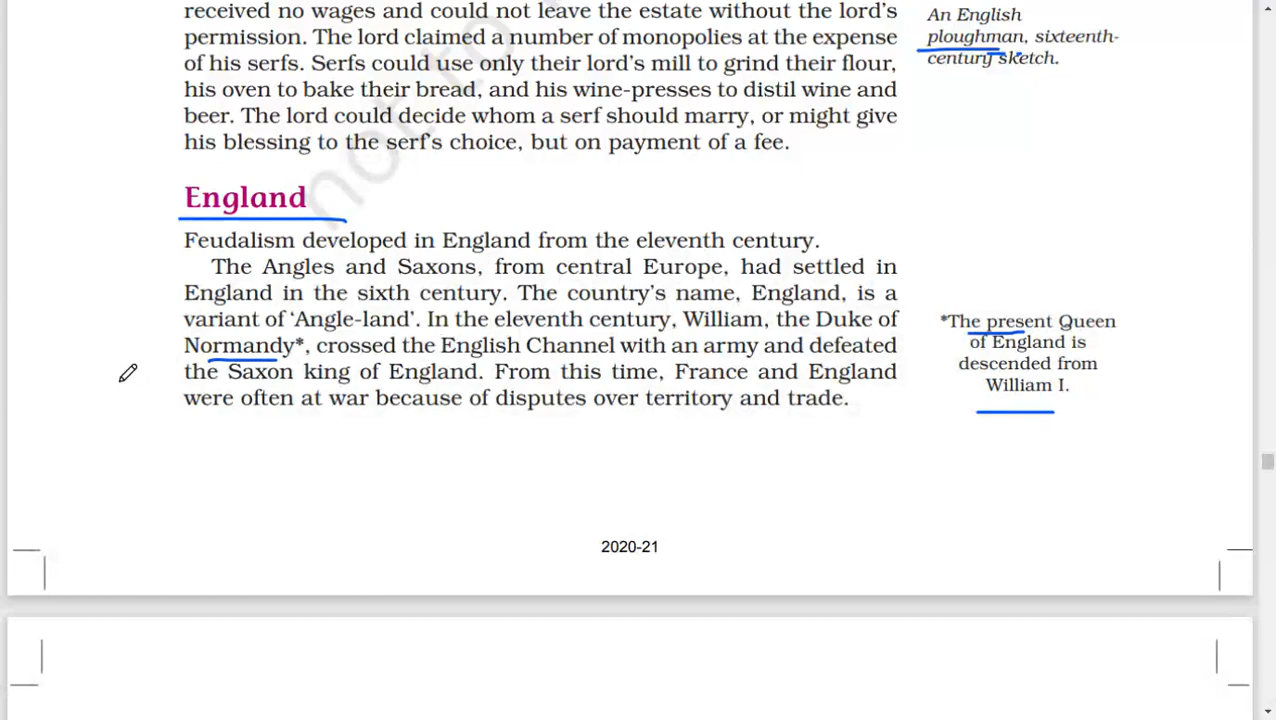 received no wages and could not leave the estate without the lord's
permission. The lord claimed a number of monopolies at the expense
of his serfs. Serfs could use only their lord's mill to grind their flour,
his oven to bake their bread, and his wine-presses to distil wine and
beer. The lord could decide whom a serf should marry, or might give
his blessing to the serf's choice, but on payment of a fee.
An English
ploughman, sixteenth-
century sketch.
England
Feudalism developed in England from the eleventh century.
The Angles and Saxons, from central Europe, had settled in
England in the sixth century. The country's name, England, is a
variant of 'Angle-land'. In the eleventh century, William, the Duke of
Normandy*, crossed the English Channel with an army and defeated
the Saxon king of England. From this time, France and England
were often at war because of disputes over territory and trade.
*The present Queen
of England is
descended from
William I.
2020-21